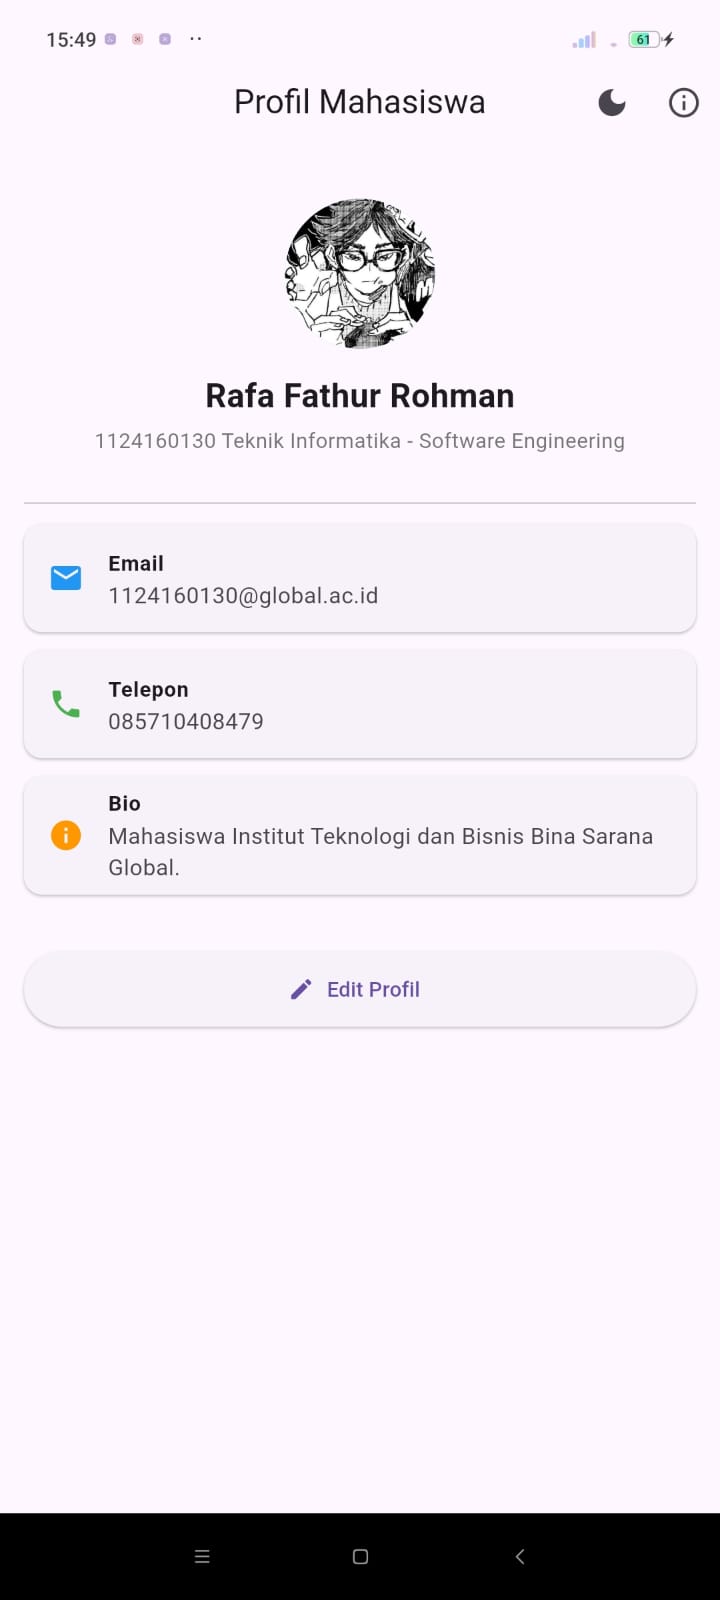 15:49
61
Profil Mahasiswa
Rafa Fathur Rohman
1124160130 Teknik Informatika - Software Engineering
Email
1124160130@global.ac.id
Telepon
085710408479
Bio
Mahasiswa Institut Teknologi dan Bisnis Bina Sarana
Global.
Edit Profil